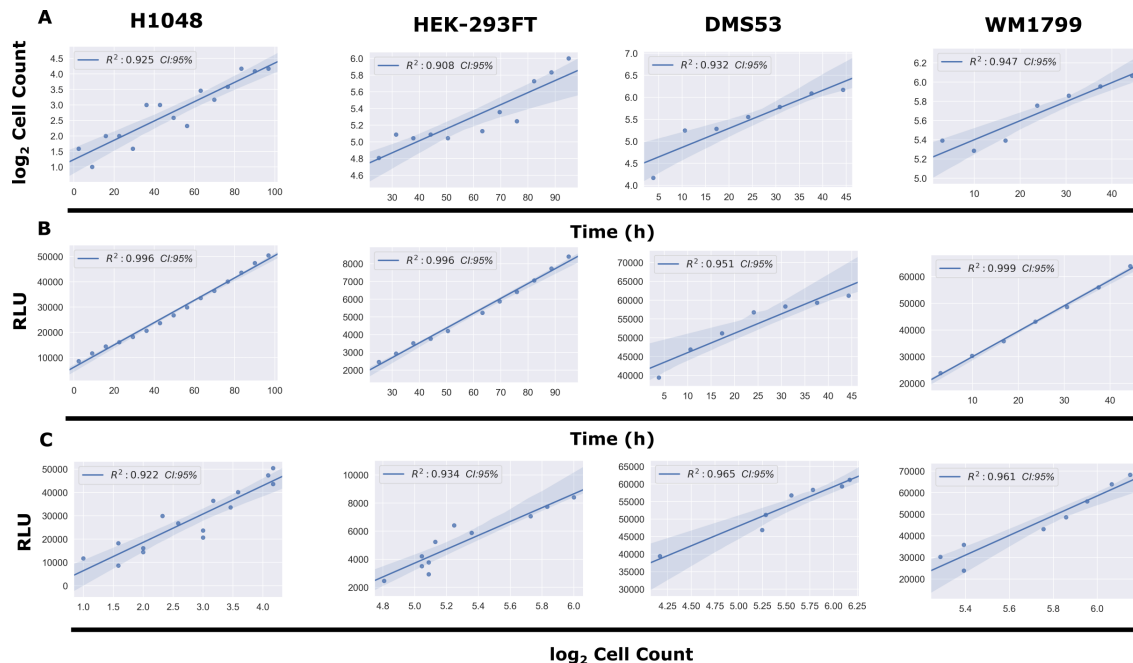 A
H1048
HEK-293FT
DMS53
WM1799
log2 Cell Count
R²: 0.925 CI:95%
4.5
4.0
3.5
3.0
2.5
2.0
1.5
1.0
0 20 40 60 80 100
R²: 0.908 CI:95%
6.0
5.8
5.6
5.4
5.2
5.0
4.8
4.6
30 40 50 60 70 80 90
R²: 0.932 CI:95%
7.0
6.5
6.0
5.5
5.0
4.5
4.0
5 10 15 20 25 30 35 40 45
R²: 0.947 CI:95%
6.2
6.0
5.8
5.6
5.4
5.2
5.0
10 20 30 40
Time (h)
B
RLU
R²: 0.996 CI:95%
50000
40000
30000
20000
10000
0 20 40 60 80 100
R²: 0.996 CI:95%
8000
7000
6000
5000
4000
3000
2000
30 40 50 60 70 80 90
R²: 0.951 CI:95%
70000
65000
60000
55000
50000
45000
40000
5 10 15 20 25 30 35 40 45
R²: 0.999 CI:95%
60000
50000
40000
30000
20000
10 20 30 40
Time (h)
C
RLU
R²: 0.922 CI:95%
50000
40000
30000
20000
10000
0
1.0 1.5 2.0 2.5 3.0 3.5 4.0
R²: 0.934 CI:95%
10000
8000
6000
4000
2000
4.8 5.0 5.2 5.4 5.6 5.8 6.0
R²: 0.965 CI:95%
65000
60000
55000
50000
45000
40000
35000
30000
4.25 4.50 4.75 5.00 5.25 5.50 5.75 6.00 6.25
R²: 0.961 CI:95%
70000
60000
50000
40000
30000
20000
5.4 5.6 5.8 6.0
log2 Cell Count